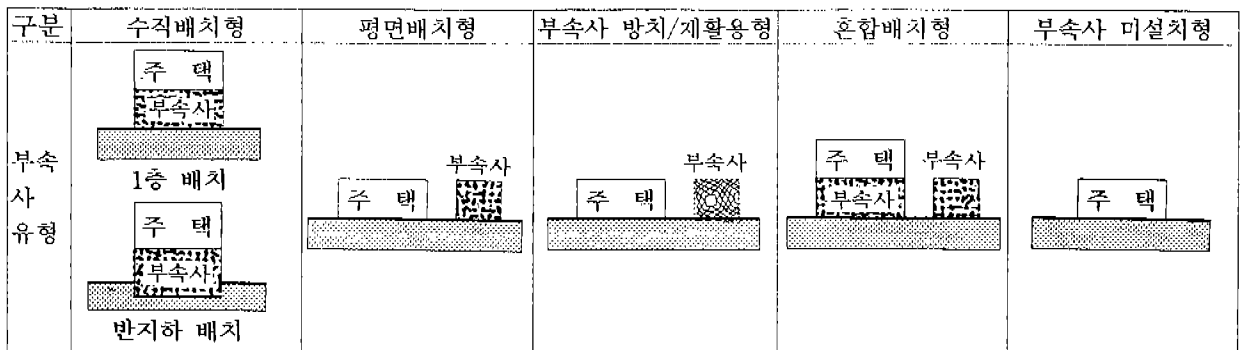 구분 수직배치형 평면배치형 부속사 방치/재활용형 혼합배치형 부속사 미설치형
부속
사
유형
주 택
부속사
1층 배치
주 택
부속사
반지하 배치
주 택
부속사
주 택
부속사
주 택
부속사
부속사
주 택